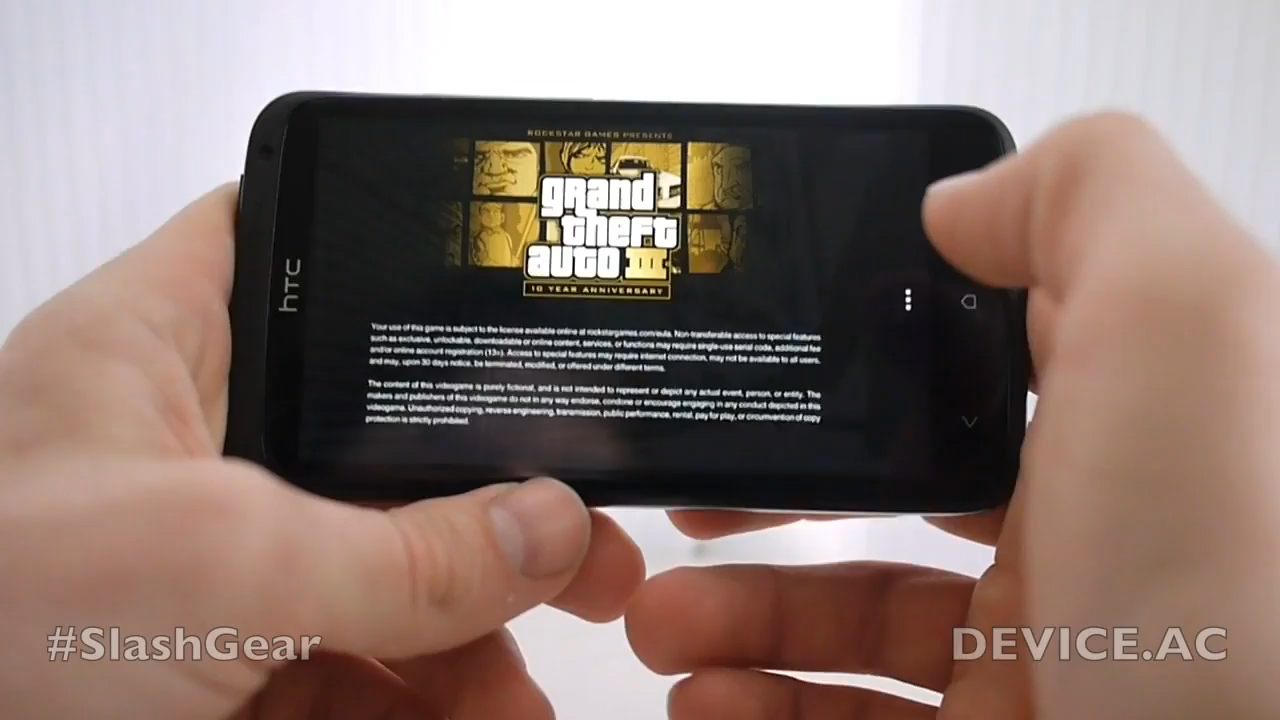 ROCKSTAR GAMES PRESENTS
grand
theft
auto III
10 YEAR ANNIVERSARY
hTC
Your use of this game is subject to the license available online at rockstargames.com/eula. Non-transferable access to special features
such as exclusive, unlockable, downloadable or online content, services, or functions may require single-use serial code, additional fee
and/or online account registration (13+). Access to special features may require internet connection, may not be available to all users,
and may, upon 30 days notice, be terminated, modified, or offered under different terms.
The content of this videogame is purely fictional, and is not intended to represent or depict any actual event, person, or entity. The
makers and publishers of this videogame do not in any way endorse, condone or encourage engaging in any conduct depicted in this
videogame. Unauthorized copying, reverse engineering, transmission, public performance, rental, pay for play, or circumvention of copy
protection is strictly prohibited.
#SlashGear
DEVICE.AC